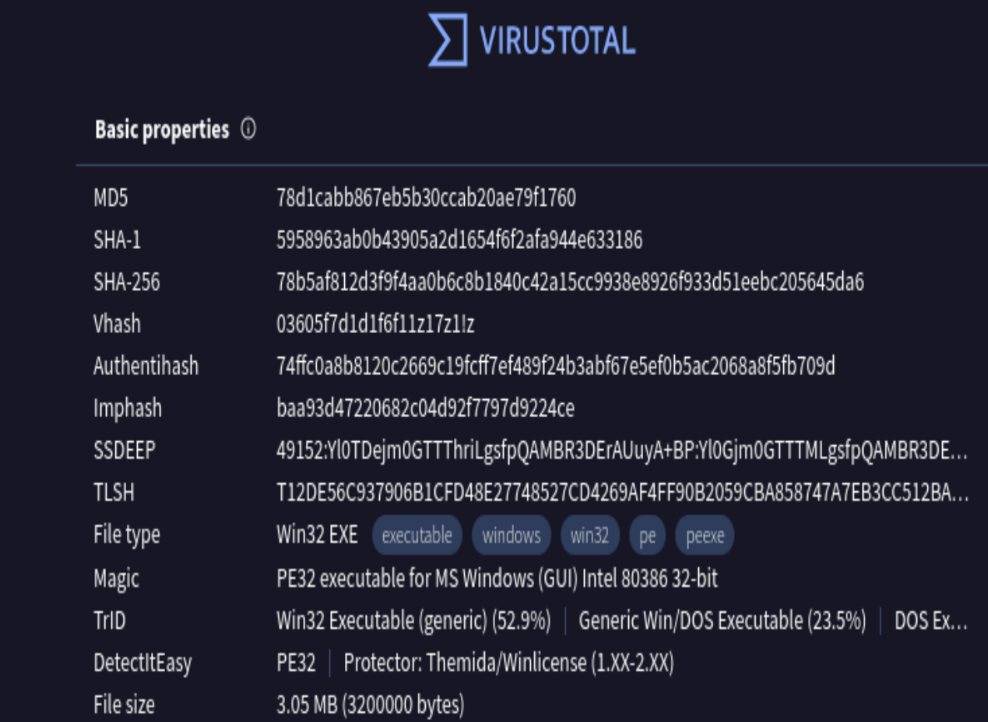 VIRUSTOTAL
Basic properties
MD5 78d1cabb867eb5b30ccab20ae79f1760
SHA-1 5958963ab0b43905a2d1654f6f2afa944e633186
SHA-256 78b5af812d3f9f4aa0b6c8b1840c42a15cc9938e8926f933d51eebc205645da6
Vhash 03605f7d1d1f6f11z17z1!z
Authentihash 74ffc0a8b8120c2669c19fcff7ef489f24b3abf67e5ef0b5ac2068a8f5fb709d
Imphash baa93d47220682c04d92f7797d9224ce
SSDEEP 49152:Yl0TDejm0GTTThriLgsfpQAMBR3DErAUuyA+BP:Yl0Gjm0GTTTMLgsfpQAMBR3DE...
TLSH T12DE56C937906B1CFD48E27748527CD4269AF4FF90B2059CBA858747A7EB3CC512BA...
File type Win32 EXE executable windows win32 pe peexe
Magic PE32 executable for MS Windows (GUI) Intel 80386 32-bit
TrID Win32 Executable (generic) (52.9%) | Generic Win/DOS Executable (23.5%) | DOS Ex...
DetectItEasy PE32 | Protector: Themida/Winlicense (1.XX-2.XX)
File size 3.05 MB (3200000 bytes)